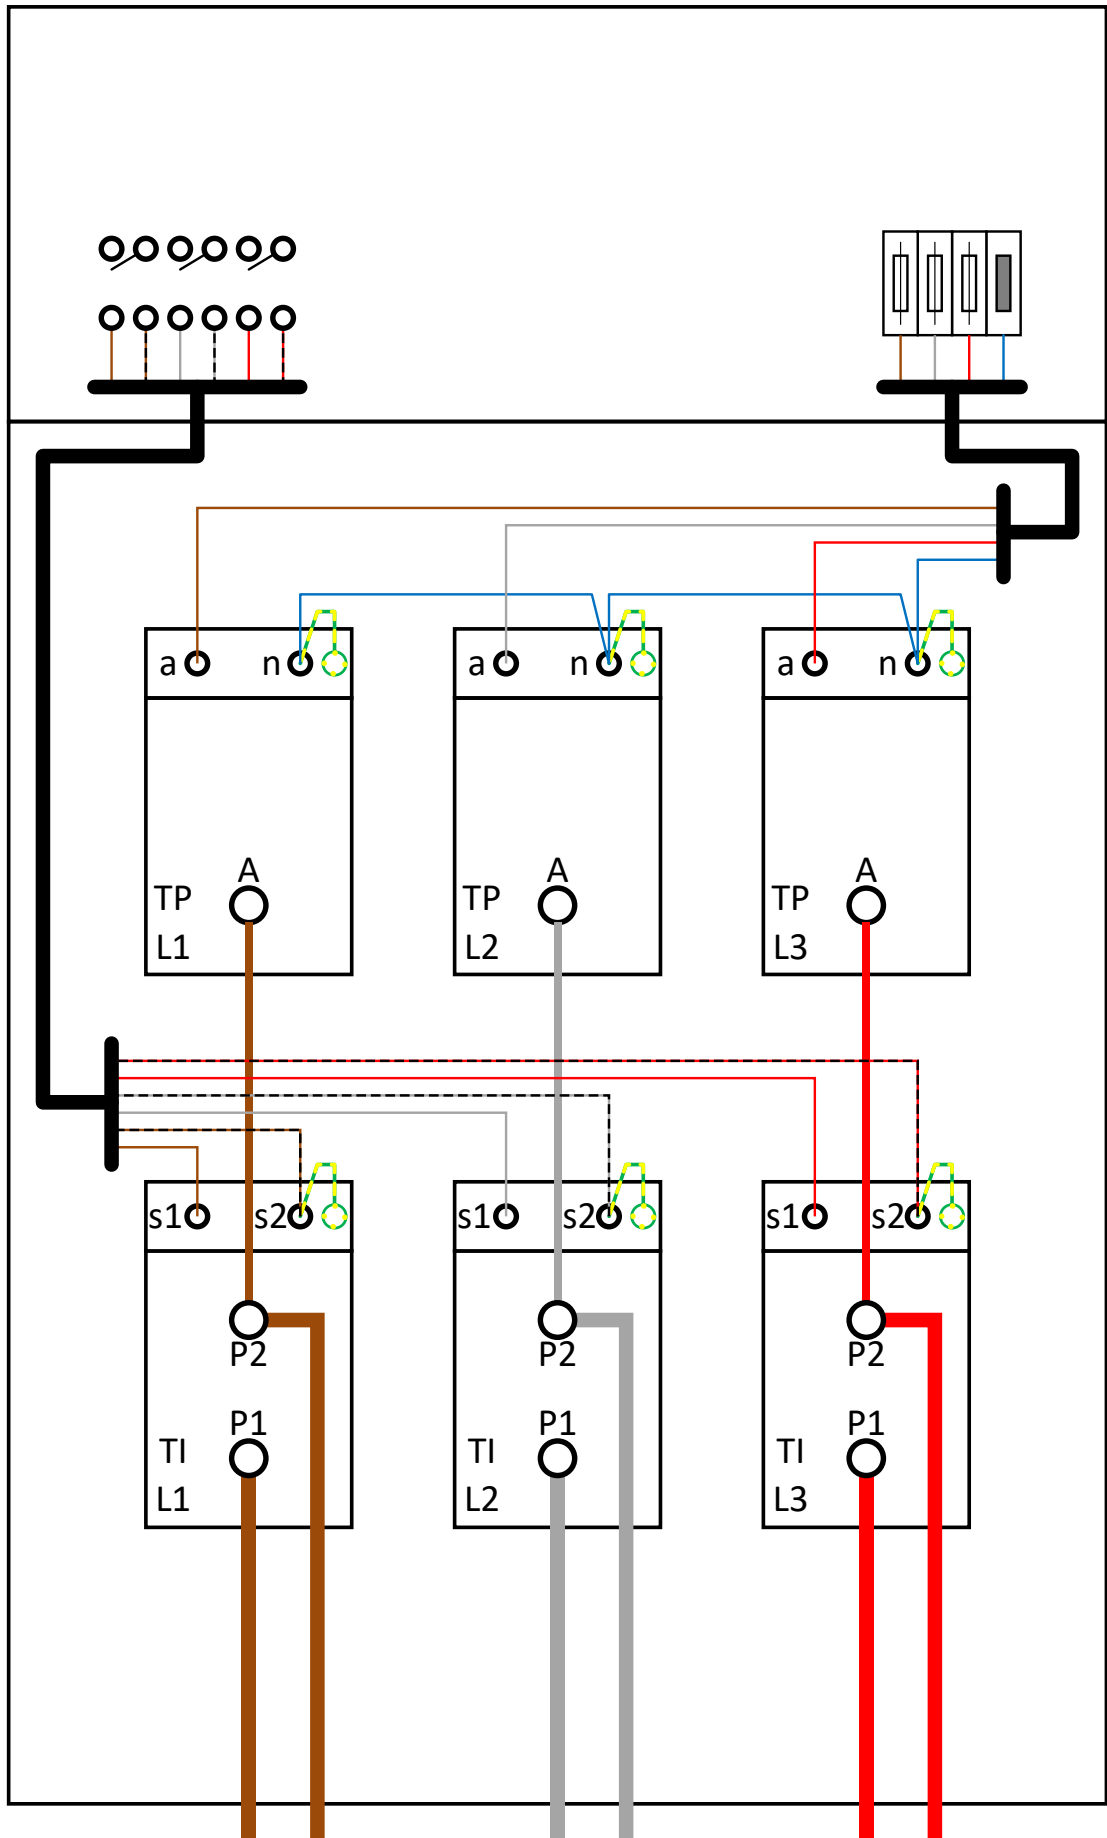 a n a n a n
A A A
TP TP TP
L1 L2 L3
s1 s2 s1 s2 s1 s2
P2 P2 P2
P1 P1 P1
TI TI TI
L1 L2 L3